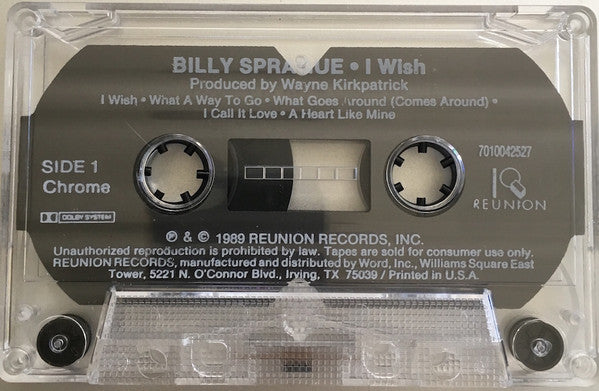 BILLY SPRAGUE • I Wish
Produced by Wayne Kirkpatrick
I Wish • What A Way To Go • What Goes Around (Comes Around) •
I Call It Love • A Heart Like Mine
SIDE 1
Chrome
7010042527
REUNION
DOLBY SYSTEM
℗ & © 1989 REUNION RECORDS, INC.
Unauthorized reproduction is prohibited by law. Tapes are sold for consumer use only.
REUNION RECORDS, manufactured and distributed by Word, Inc., Williams Square East
Tower, 5221 N. O'Connor Blvd., Irving, TX 75039 / Printed in U.S.A.